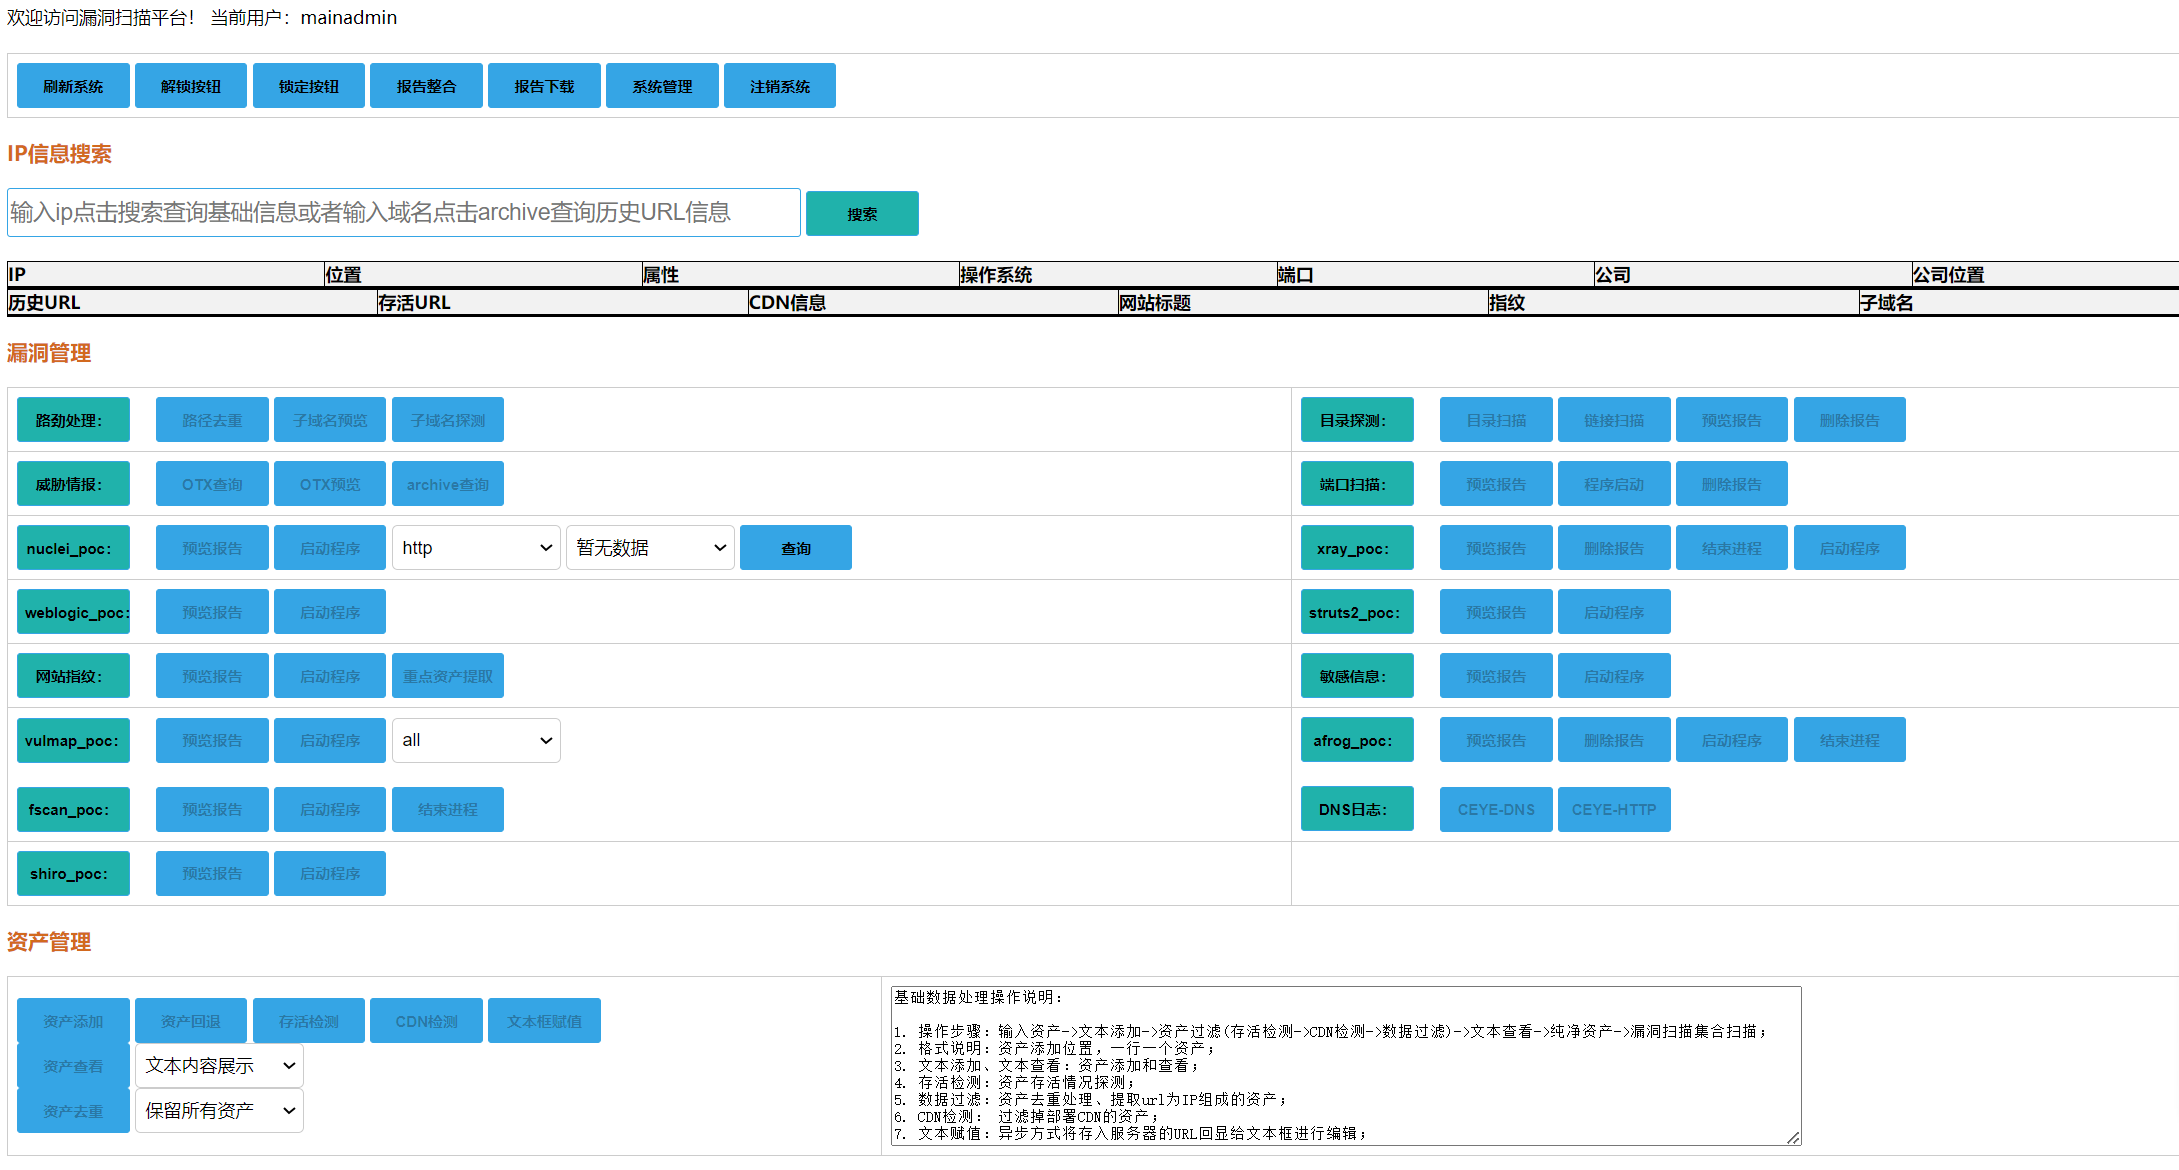 欢迎访问漏洞扫描平台！ 当前用户：mainadmin
刷新系统 解锁按钮 锁定按钮 报告整合 报告下载 系统管理 注销系统
IP信息搜索
输入ip点击搜索查询基础信息或者输入域名点击archive查询历史URL信息 搜索
IP 位置 属性 操作系统 端口 公司 公司位置
历史URL 存活URL CDN信息 网站标题 指纹 子域名
漏洞管理
路劲处理： 路径去重 子域名预览 子域名探测 目录探测： 目录扫描 链接扫描 预览报告 删除报告
威胁情报： OTX查询 OTX预览 archive查询 端口扫描： 预览报告 程序启动 删除报告
nuclei_poc： 预览报告 启动程序 http 暂无数据 查询 xray_poc： 预览报告 删除报告 结束进程 启动程序
weblogic_poc： 预览报告 启动程序 struts2_poc： 预览报告 启动程序
网站指纹： 预览报告 启动程序 重点资产提取 敏感信息： 预览报告 启动程序
vulmap_poc： 预览报告 启动程序 all afrog_poc： 预览报告 删除报告 启动程序 结束进程
fscan_poc： 预览报告 启动程序 结束进程 DNS日志： CEYE-DNS CEYE-HTTP
shiro_poc： 预览报告 启动程序
资产管理
资产添加 资产回退 存活检测 CDN检测 文本框赋值
资产查看 文本内容展示
资产去重 保留所有资产
基础数据处理操作说明：
1. 操作步骤：输入资产->文本添加->资产过滤(存活检测->CDN检测->数据过滤)->文本查看->纯净资产->漏洞扫描集合扫描；
2. 格式说明：资产添加位置，一行一个资产；
3. 文本添加、文本查看：资产添加和查看；
4. 存活检测：资产存活情况探测；
5. 数据过滤：资产去重处理、提取url为IP组成的资产；
6. CDN检测： 过滤掉部署CDN的资产；
7. 文本赋值：异步方式将存入服务器的URL回显给文本框进行编辑；